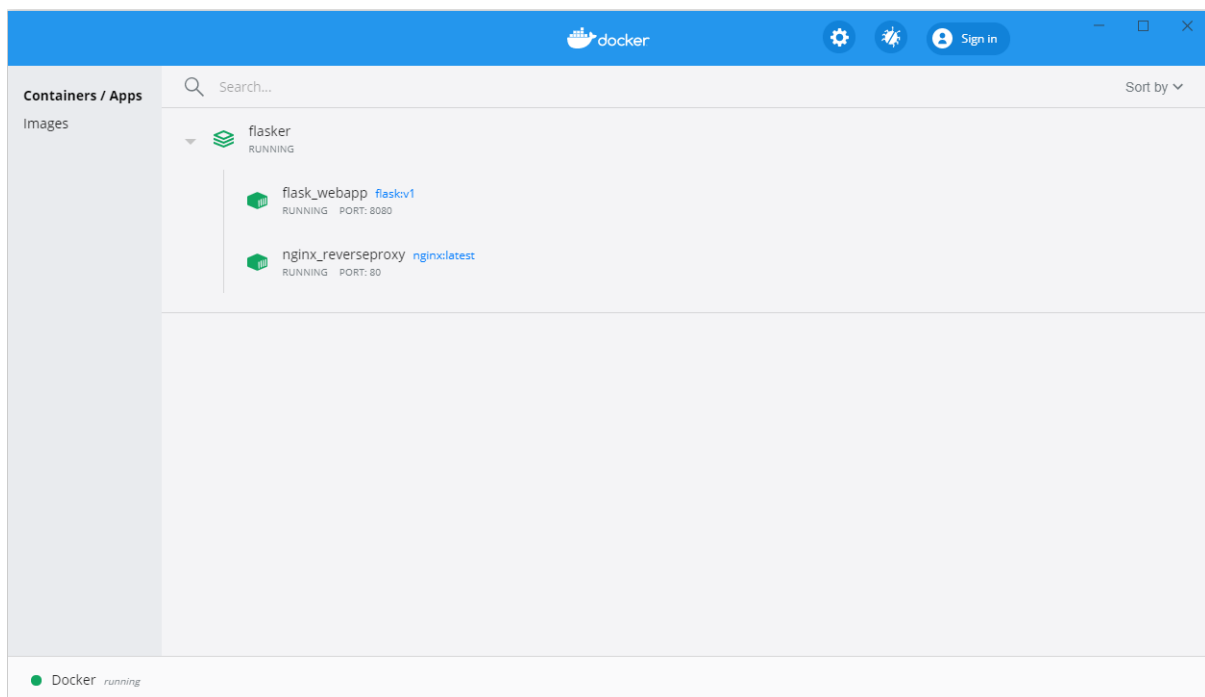 docker
Sign in
Containers / Apps
Images
Search...
Sort by
flasker
RUNNING
flask_webapp flask:v1
RUNNING PORT: 8080
nginx_reverseproxy nginx:latest
RUNNING PORT: 80
Docker running